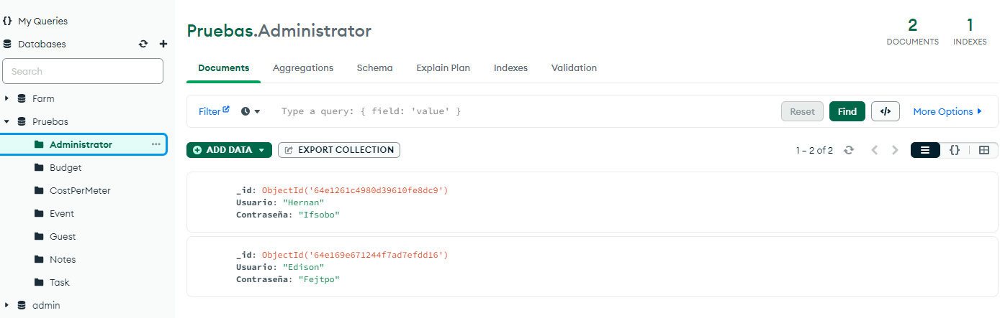 My Queries
Databases
Search
Farm
Pruebas
Administrator
Budget
CostPerMeter
Event
Guest
Notes
Task
admin
Pruebas.Administrator
2
DOCUMENTS
1
INDEXES
Documents Aggregations Schema Explain Plan Indexes Validation
Filter Type a query: { field: 'value' } Reset Find </> More Options
ADD DATA EXPORT COLLECTION 1 – 2 of 2 {}
_id: ObjectId('64e1261c4980d39610fe8dc9')
Usuario: "Hernan"
Contraseña: "Ifsobo"
_id: ObjectId('64e169e671244f7ad7efdd16')
Usuario: "Edison"
Contraseña: "Fejtpo"